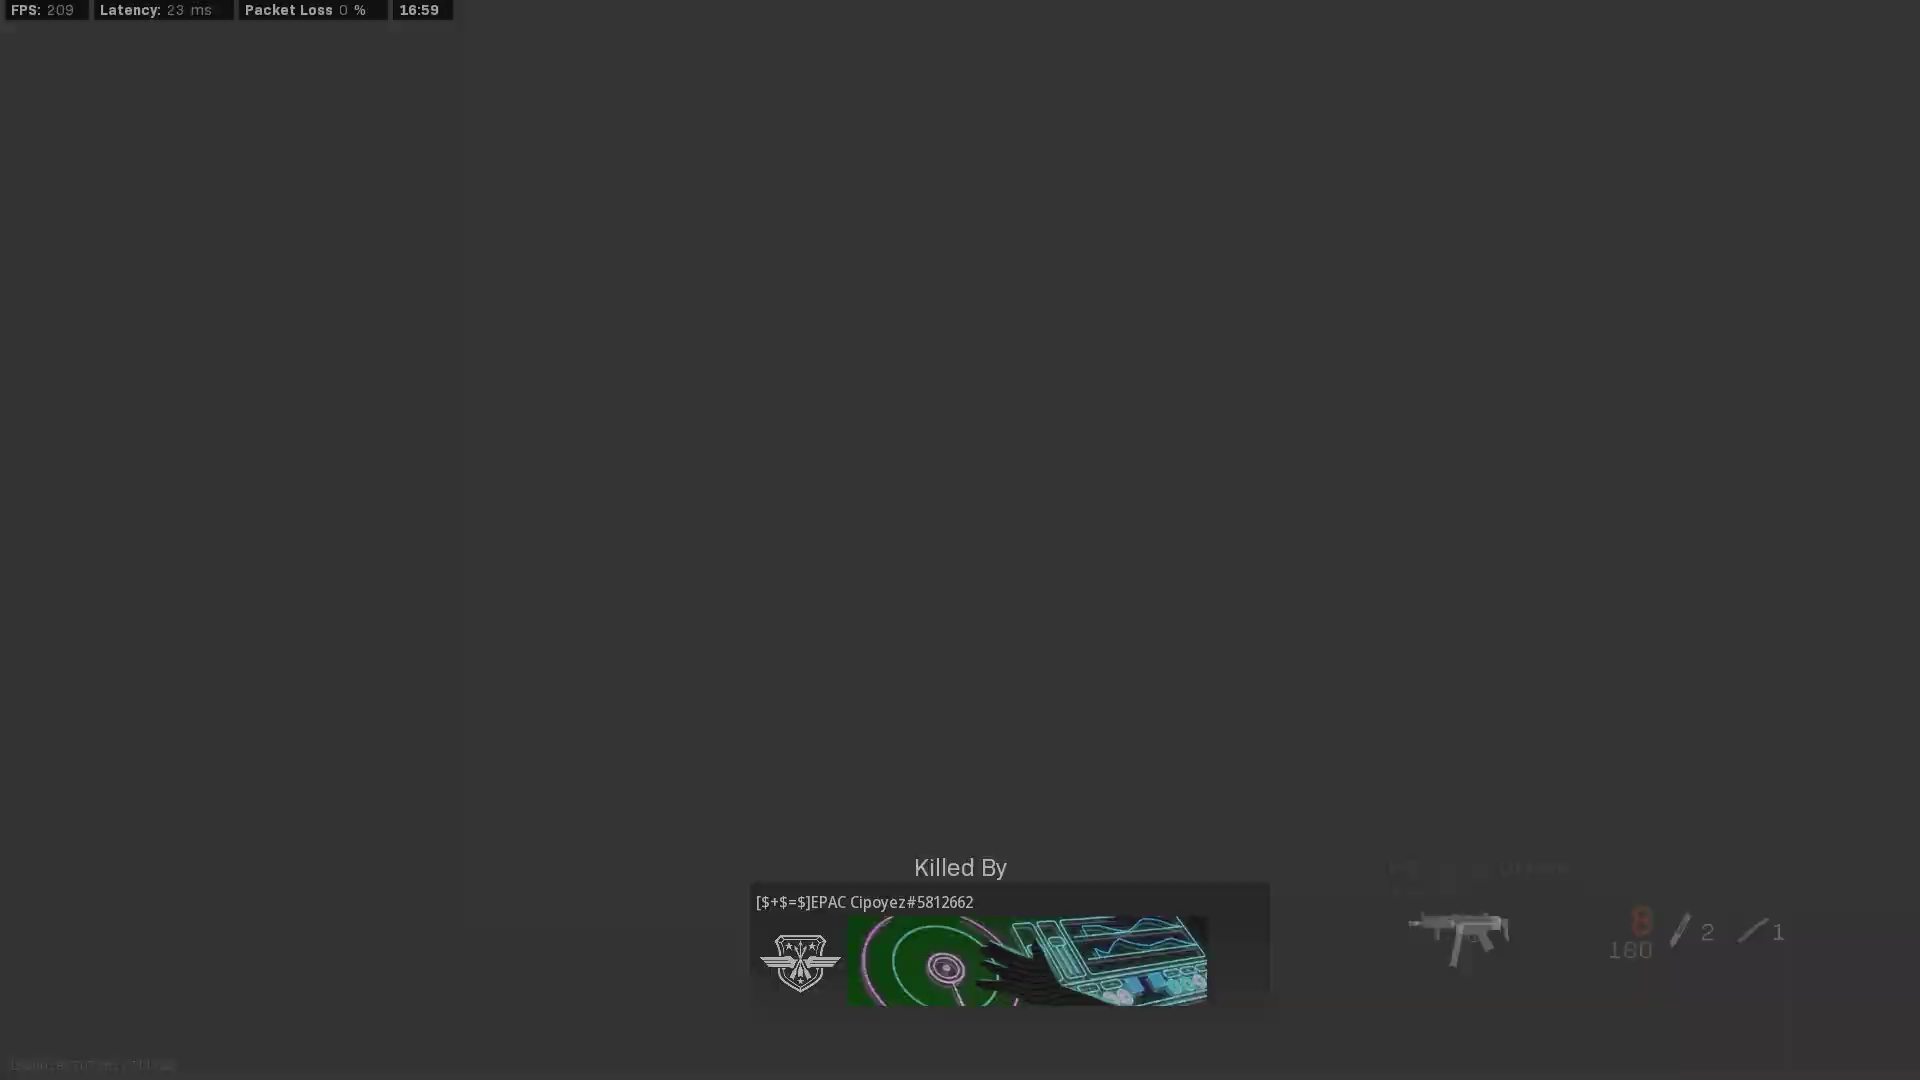 FPS: 209 Latency: 23 ms Packet Loss 0 % 16:59
Killed By
[$+$=$]EPAC Cipoyez#5812662
8
180
2
1